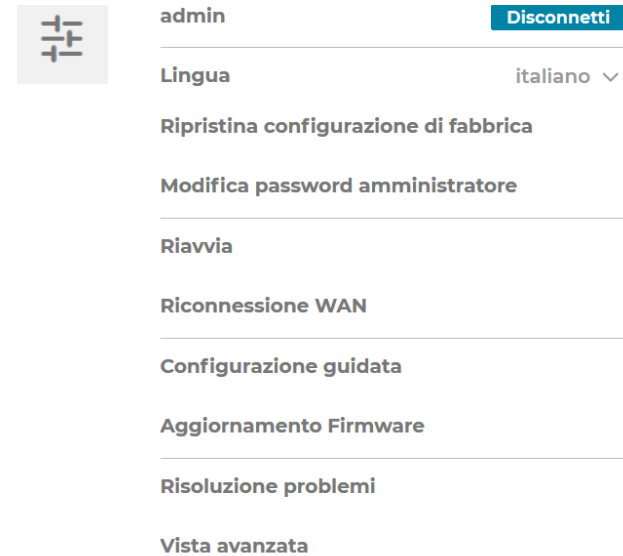 admin Disconnetti
Lingua italiano
Ripristina configurazione di fabbrica
Modifica password amministratore
Riavvia
Riconnessione WAN
Configurazione guidata
Aggiornamento Firmware
Risoluzione problemi
Vista avanzata